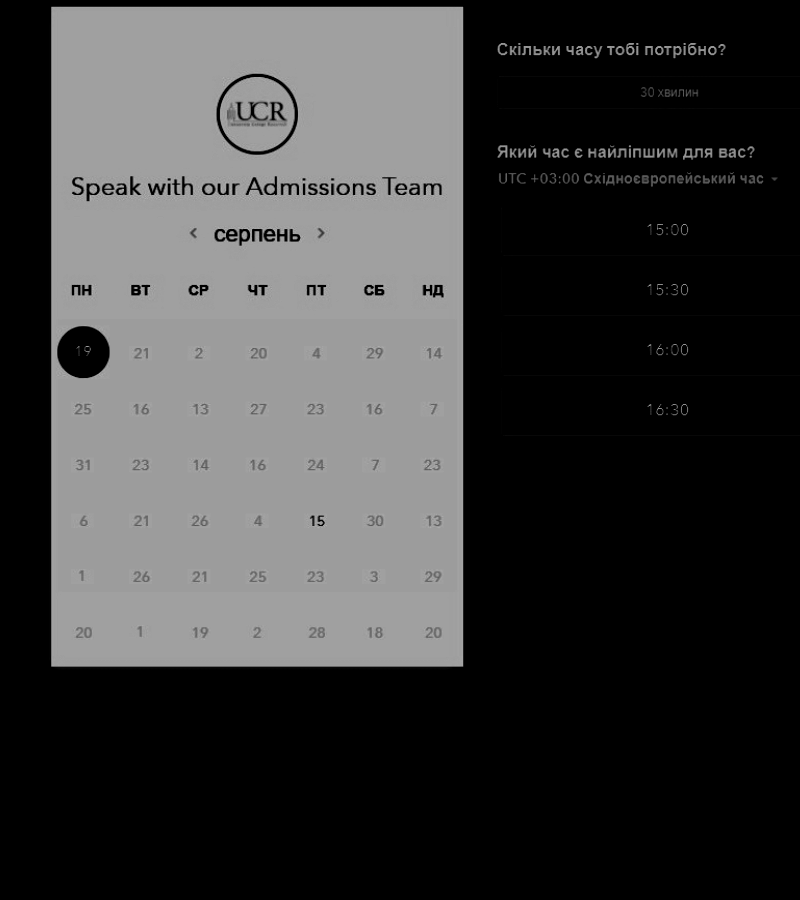 UCR
Speak with our Admissions Team
‹ серпень ›
ПН ВТ СР ЧТ ПТ СБ НД
19 21 2 20 4 29 14
25 16 13 27 23 16 7
31 23 14 16 24 7 23
6 21 26 4 15 30 13
1 26 21 25 23 3 29
20 1 19 2 28 18 20
Скільки часу тобі потрібно?
30 хвилин
Який час є найліпшим для вас?
UTC +03:00 Східноєвропейський час
15:00
15:30
16:00
16:30